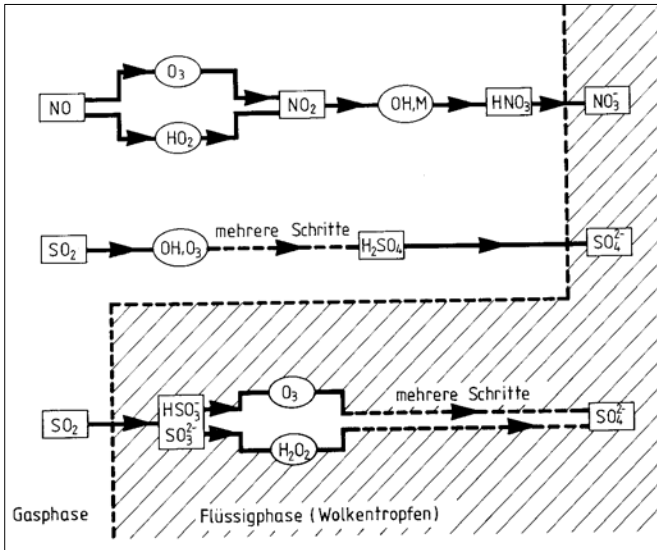 NO
O₃
HO₂
NO₂
OH,M
HNO₃
NO₃⁻
SO₂
OH,O₃
mehrere Schritte
H₂SO₄
SO₄²⁻
SO₂
HSO₃⁻
SO₃²⁻
O₃
H₂O₂
mehrere Schritte
SO₄²⁻
Gasphase
Flüssigphase (Wolkentropfen)